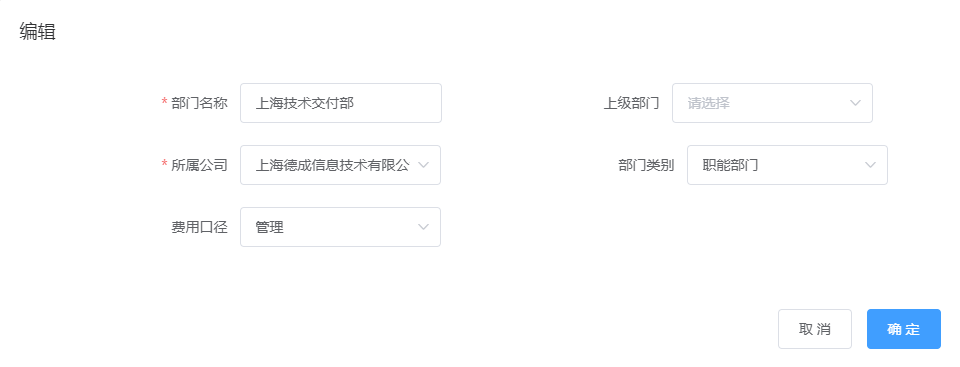 编辑
* 部门名称 上海技术交付部 上级部门 请选择
* 所属公司 上海德成信息技术有限公 部门类别 职能部门
费用口径 管理
取消 确定